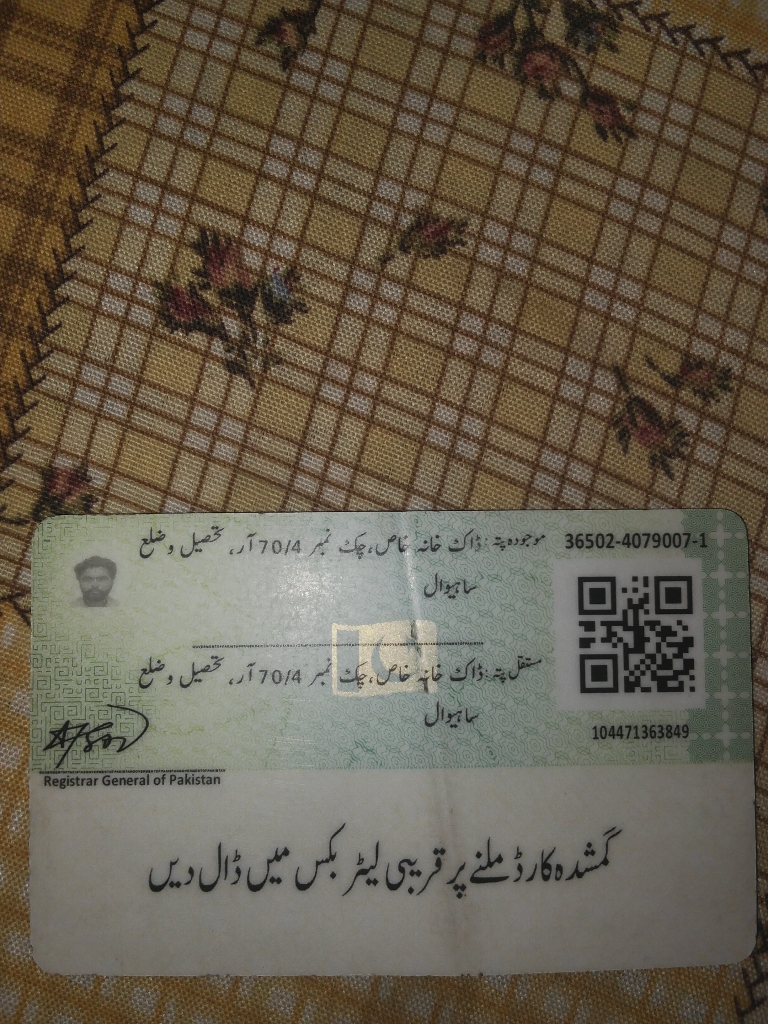 موجودہ پتہ: ڈاک خانہ خاص، چک نمبر 70/4 آر، تحصیل و ضلع
ساہیوال
36502-4079007-1
مستقل پتہ: ڈاک خانہ خاص، چک نمبر 70/4 آر، تحصیل و ضلع
ساہیوال
104471363849
Registrar General of Pakistan
گمشدہ کارڈ ملنے پر قریبی لیٹر بکس میں ڈال دیں